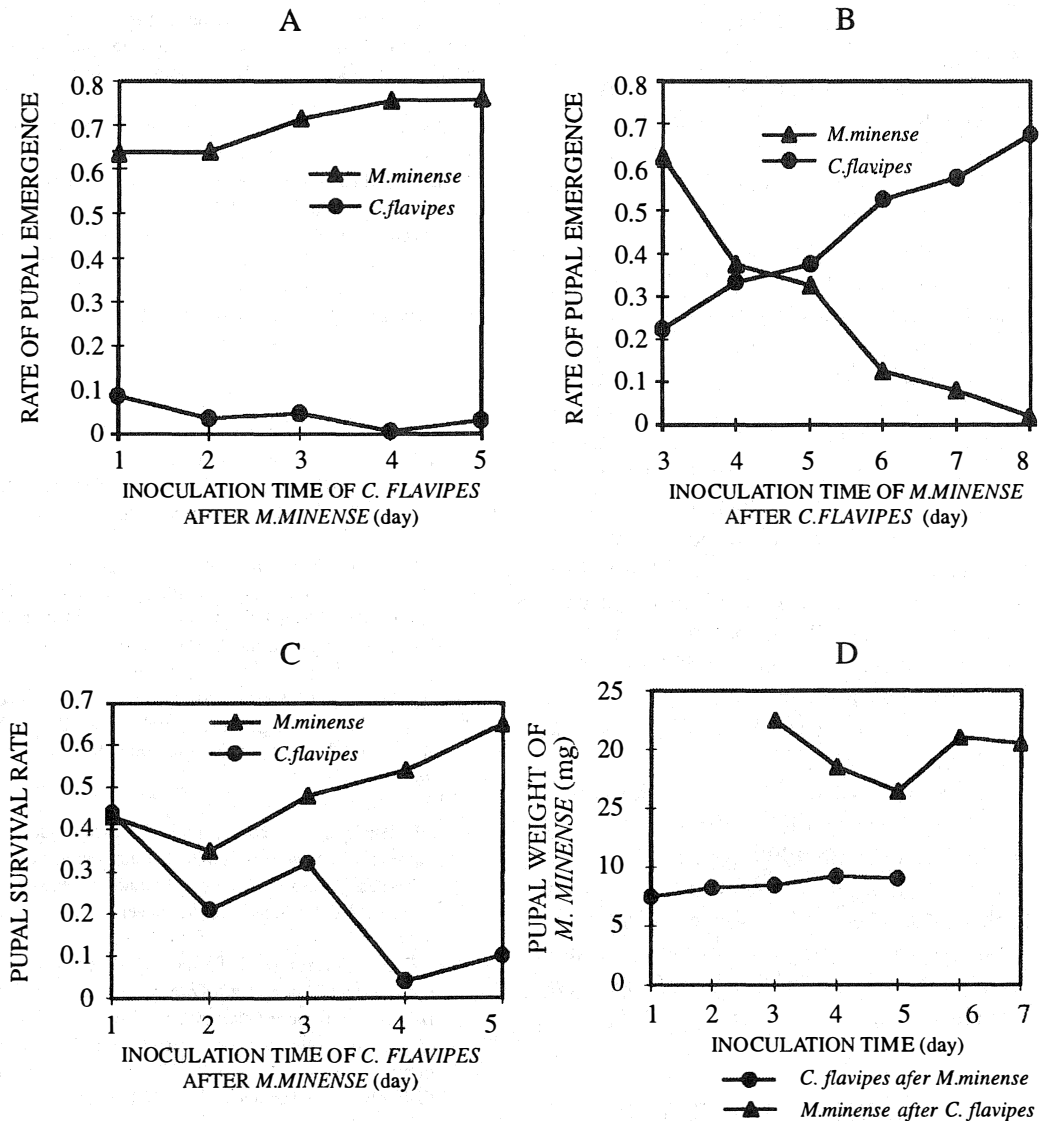 A
RATE OF PUPAL EMERGENCE
0.8
0.7
0.6
0.5
0.4
0.3
0.2
0.1
0
M.minense
C.flavipes
1 2 3 4 5
INOCULATION TIME OF C. FLAVIPES
AFTER M.MINENSE (day)
B
RATE OF PUPAL EMERGENCE
0.8
0.7
0.6
0.5
0.4
0.3
0.2
0.1
0
M.minense
C.flavipes
3 4 5 6 7 8
INOCULATION TIME OF M.MINENSE
AFTER C.FLAVIPES (day)
C
PUPAL SURVIVAL RATE
0.7
0.6
0.5
0.4
0.3
0.2
0.1
0
M.minense
C.flavipes
1 2 3 4 5
INOCULATION TIME OF C. FLAVIPES
AFTER M.MINENSE (day)
D
PUPAL WEIGHT OF
M. MINENSE (mg)
25
20
25
10
5
0
1 2 3 4 5 6 7
INOCULATION TIME (day)
C. flavipes afer M.minense
M.minense after C. flavipes